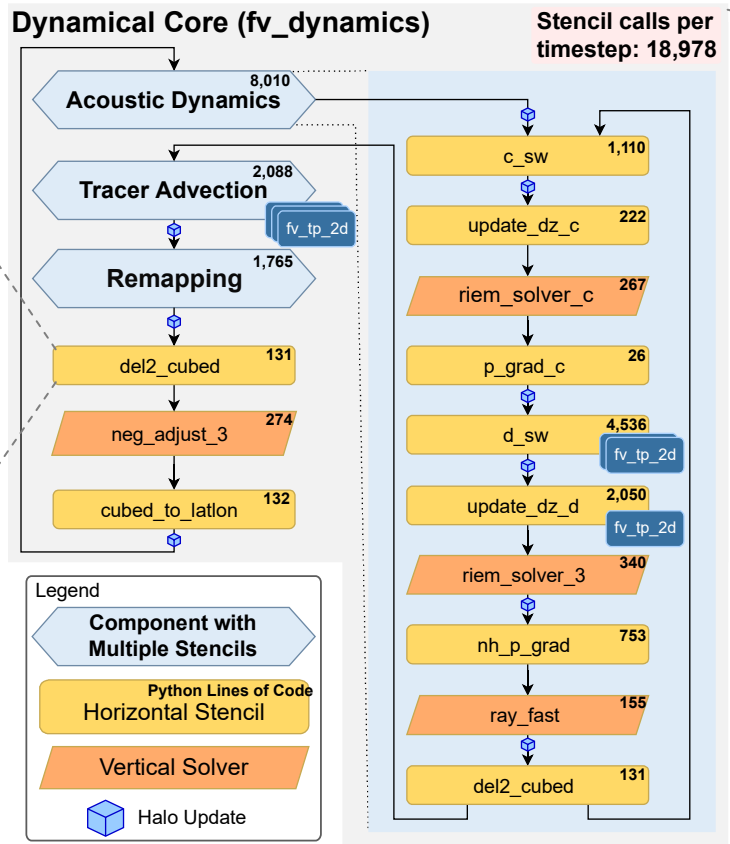 Dynamical Core (fv_dynamics)
Stencil calls per
timestep: 18,978
8,010
Acoustic Dynamics
2,088
Tracer Advection
fv_tp_2d
1,765
Remapping
131
del2_cubed
274
neg_adjust_3
132
cubed_to_latlon
1,110
c_sw
222
update_dz_c
267
riem_solver_c
26
p_grad_c
4,536
d_sw
fv_tp_2d
2,050
update_dz_d
fv_tp_2d
340
riem_solver_3
753
nh_p_grad
155
ray_fast
131
del2_cubed
Legend
Component with
Multiple Stencils
Python Lines of Code
Horizontal Stencil
Vertical Solver
Halo Update